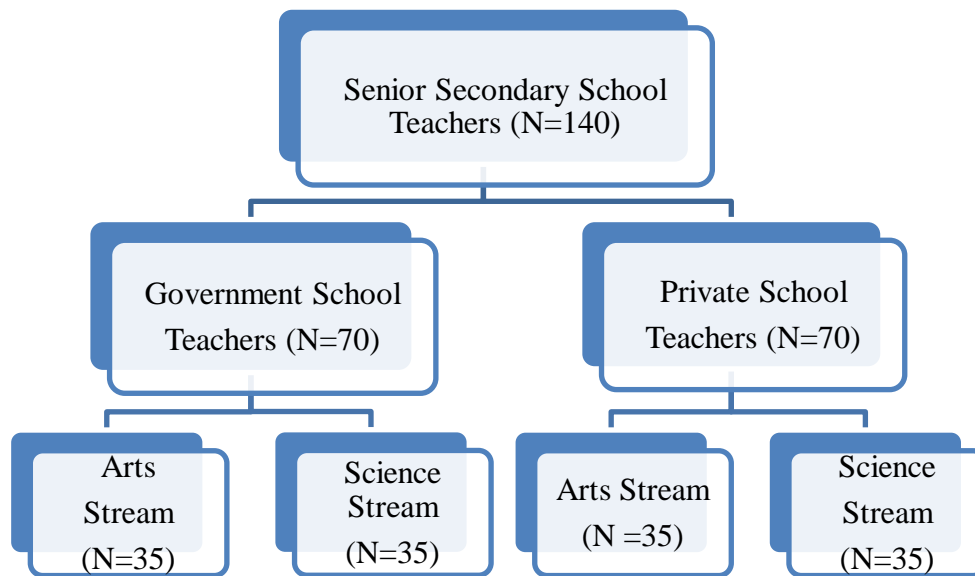 Senior Secondary School
Teachers (N=140)
Government School
Teachers (N=70)
Private School
Teachers (N=70)
Arts
Stream
(N=35)
Science
Stream
(N=35)
Arts Stream
(N =35)
Science
Stream
(N=35)